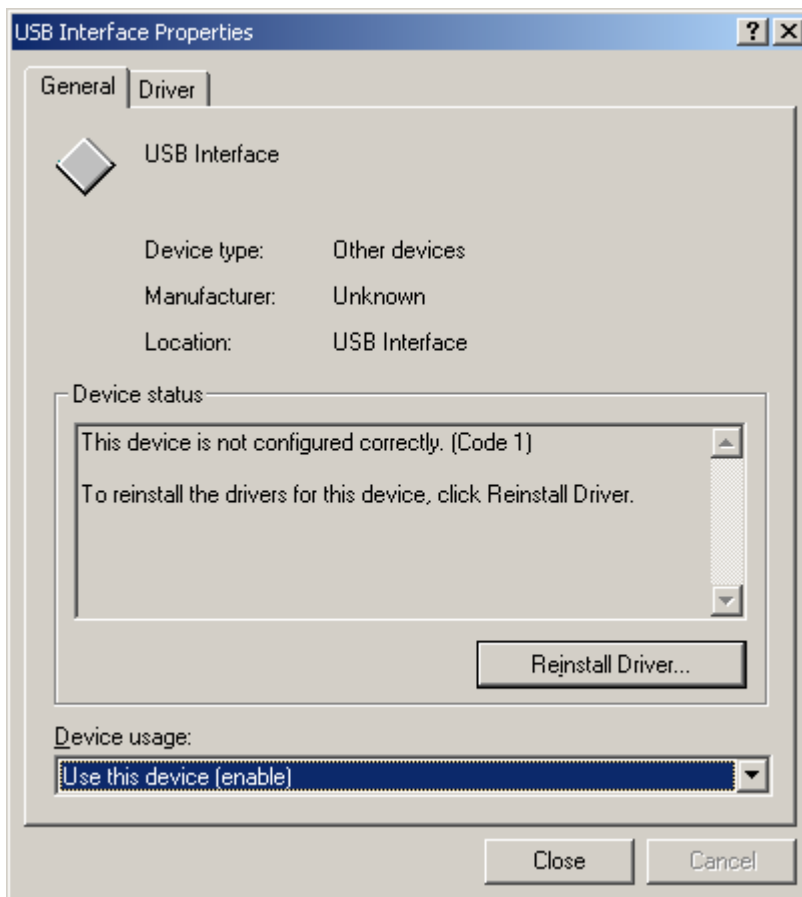 USB Interface Properties
General
Driver
USB Interface
Device type: Other devices
Manufacturer: Unknown
Location: USB Interface
Device status
This device is not configured correctly. (Code 1)
To reinstall the drivers for this device, click Reinstall Driver.
Reinstall Driver...
Device usage:
Use this device (enable)
Close
Cancel